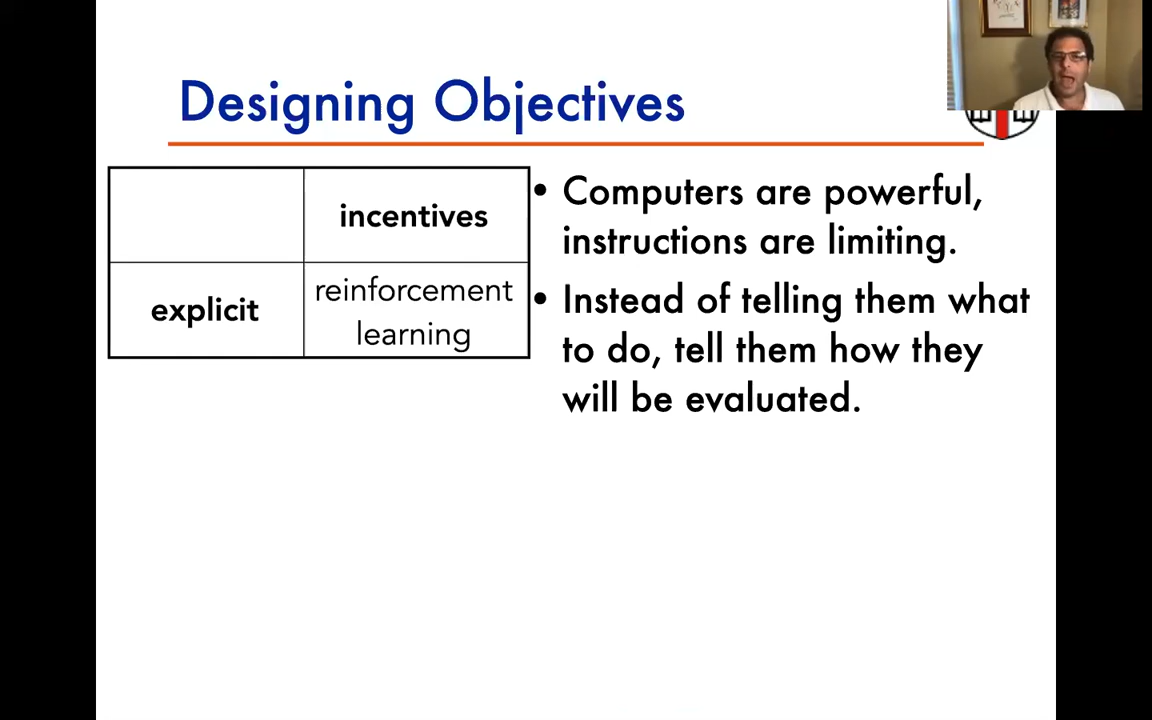 Designing Objectives
incentives
explicit
reinforcement
learning
• Computers are powerful,
instructions are limiting.
• Instead of telling them what
to do, tell them how they
will be evaluated.